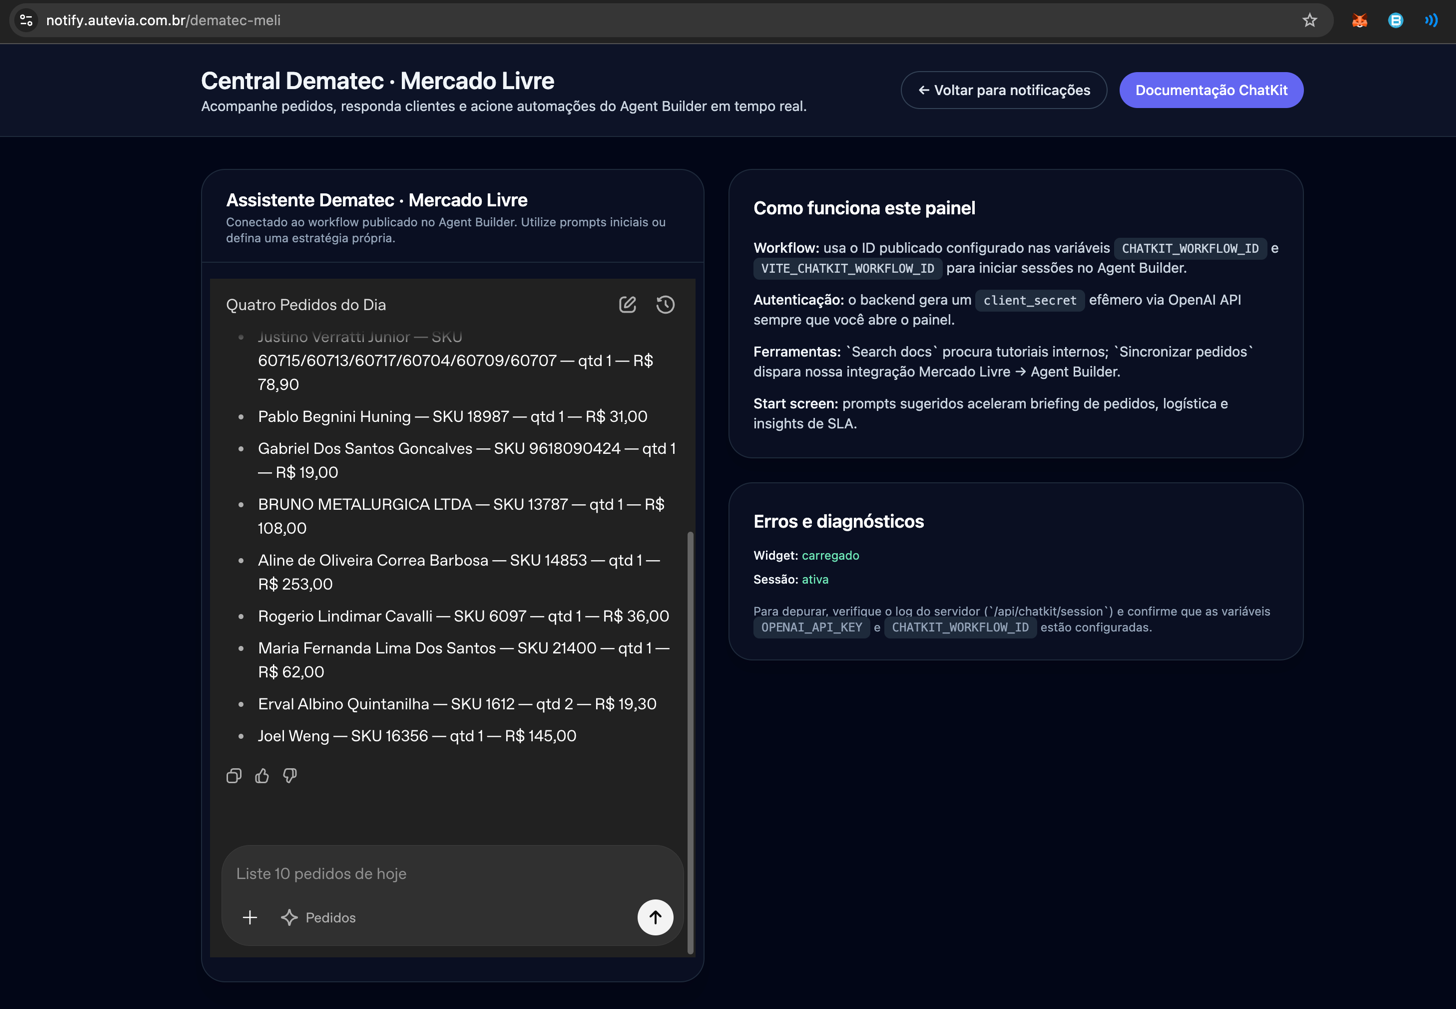 notify.autevia.com.br/dematec-meli
Central Dematec · Mercado Livre
Acompanhe pedidos, responda clientes e acione automações do Agent Builder em tempo real.
← Voltar para notificações
Documentação ChatKit
Assistente Dematec · Mercado Livre
Conectado ao workflow publicado no Agent Builder. Utilize prompts iniciais ou
defina uma estratégia própria.
Quatro Pedidos do Dia
• Justino Verratti Junior — SKU
60715/60713/60717/60704/60709/60707 — qtd 1 — R$
78,90
• Pablo Begnini Huning — SKU 18987 — qtd 1 — R$ 31,00
• Gabriel Dos Santos Goncalves — SKU 9618090424 — qtd 1
— R$ 19,00
• BRUNO METALURGICA LTDA — SKU 13787 — qtd 1 — R$
108,00
• Aline de Oliveira Correa Barbosa — SKU 14853 — qtd 1 —
R$ 253,00
• Rogerio Lindimar Cavalli — SKU 6097 — qtd 1 — R$ 36,00
• Maria Fernanda Lima Dos Santos — SKU 21400 — qtd 1 —
R$ 62,00
• Erval Albino Quintanilha — SKU 1612 — qtd 2 — R$ 19,30
• Joel Weng — SKU 16356 — qtd 1 — R$ 145,00
Liste 10 pedidos de hoje
Pedidos
Como funciona este painel
Workflow: usa o ID publicado configurado nas variáveis CHATKIT_WORKFLOW_ID e
VITE_CHATKIT_WORKFLOW_ID para iniciar sessões no Agent Builder.
Autenticação: o backend gera um client_secret efêmero via OpenAI API
sempre que você abre o painel.
Ferramentas: `Search docs` procura tutoriais internos; `Sincronizar pedidos`
dispara nossa integração Mercado Livre → Agent Builder.
Start screen: prompts sugeridos aceleram briefing de pedidos, logística e
insights de SLA.
Erros e diagnósticos
Widget: carregado
Sessão: ativa
Para depurar, verifique o log do servidor (`/api/chatkit/session`) e confirme que as variáveis
OPENAI_API_KEY e CHATKIT_WORKFLOW_ID estão configuradas.